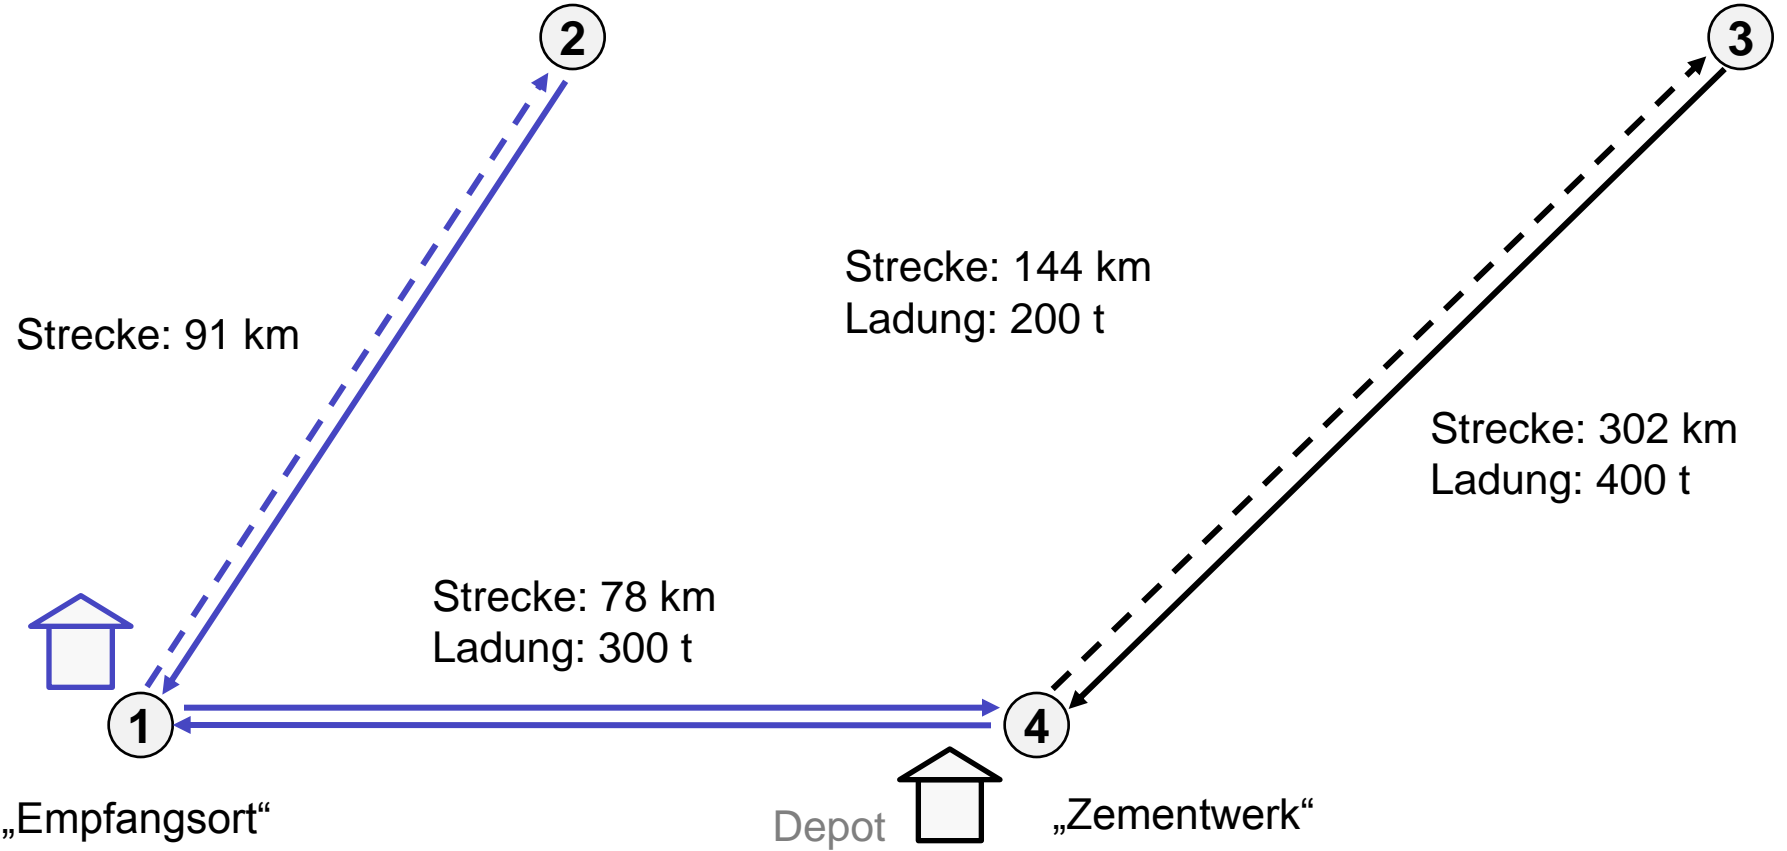 2
3
Strecke: 144 km
Ladung: 200 t
Strecke: 91 km
Strecke: 302 km
Ladung: 400 t
Strecke: 78 km
Ladung: 300 t
1
4
„Empfangsort“
Depot
„Zementwerk“